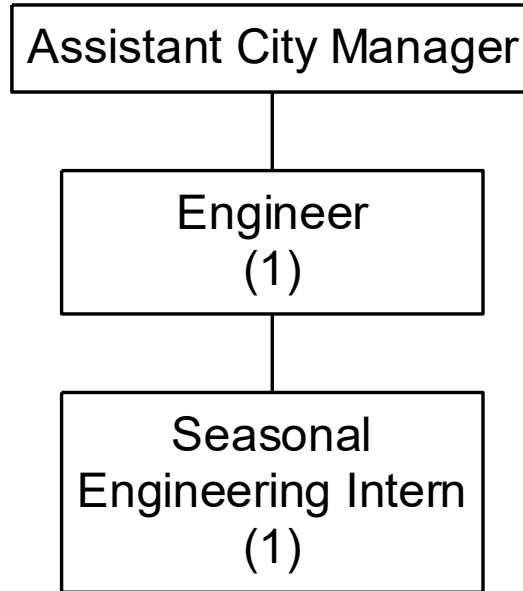 Assistant City Manager
Engineer
(1)
Seasonal
Engineering Intern
(1)